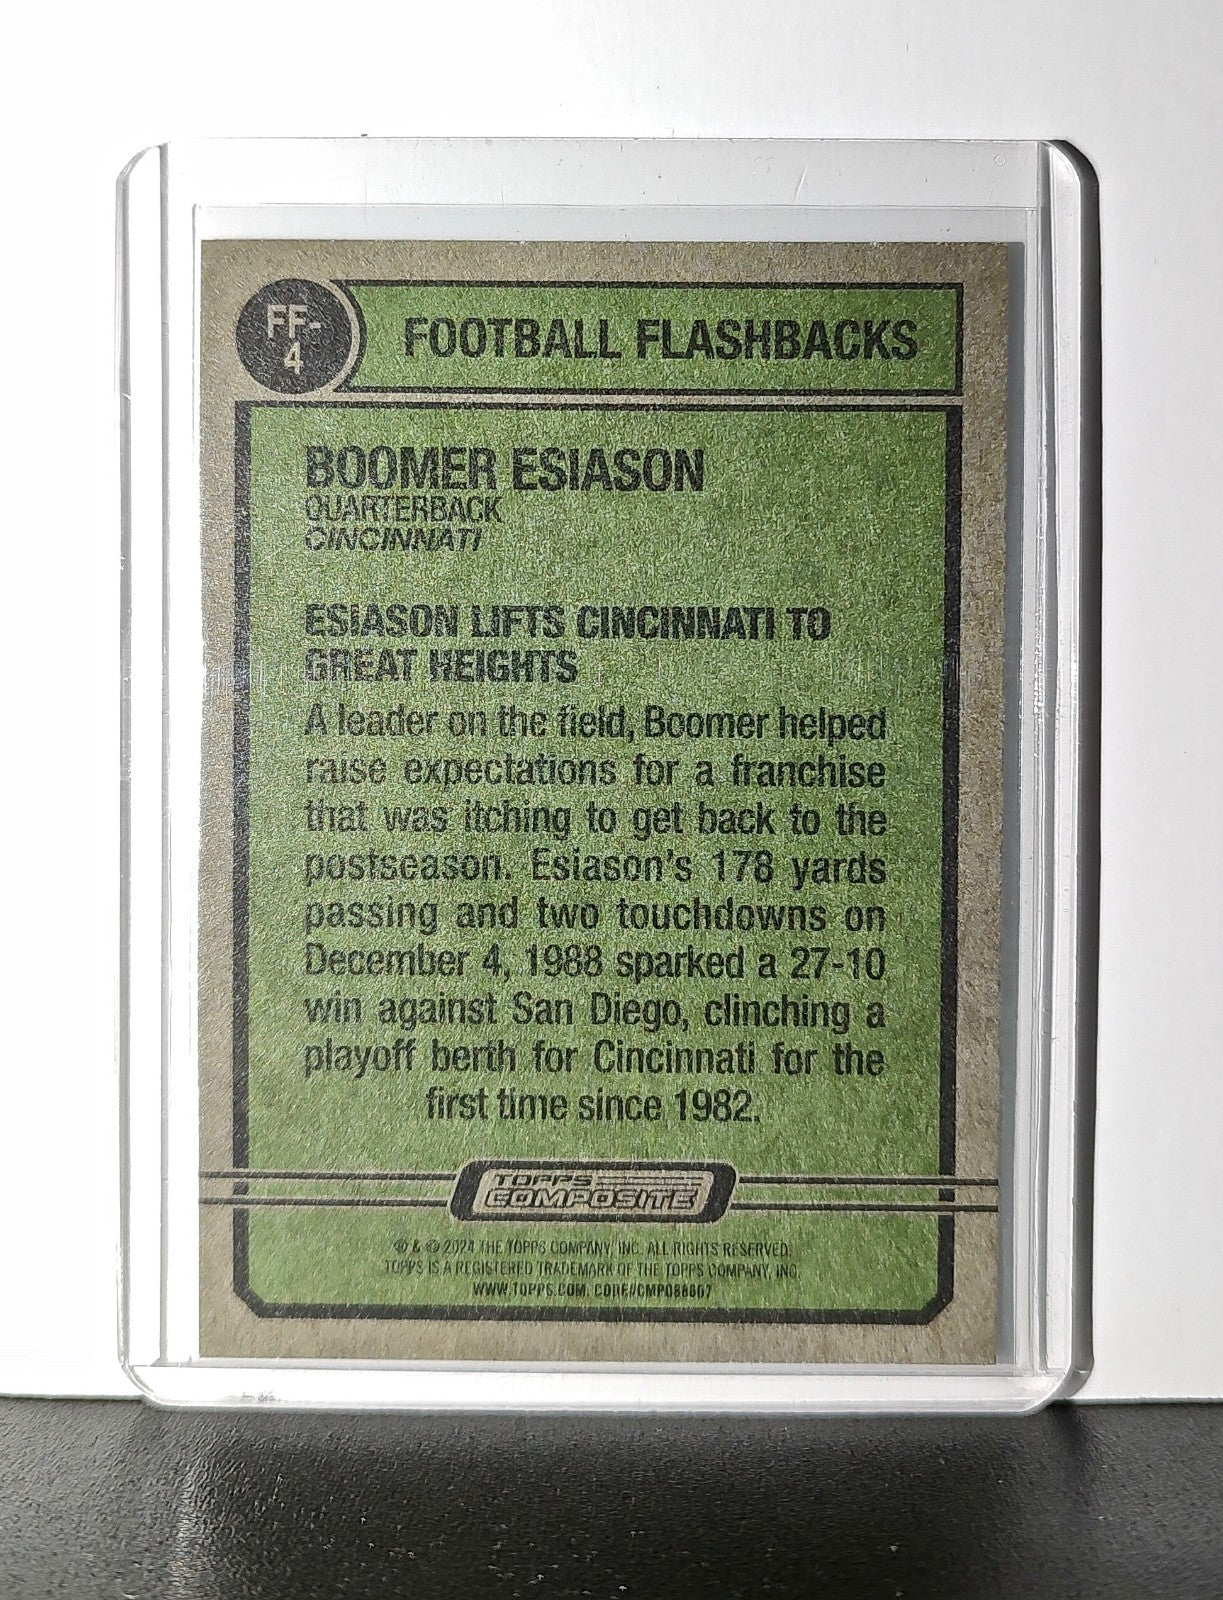 FF-
4
FOOTBALL FLASHBACKS
BOOMER ESIASON
QUARTERBACK
CINCINNATI
ESIASON LIFTS CINCINNATI TO
GREAT HEIGHTS
A leader on the field, Boomer helped
raise expectations for a franchise
that was itching to get back to the
postseason. Esiason's 178 yards
passing and two touchdowns on
December 4, 1988 sparked a 27-10
win against San Diego, clinching a
playoff berth for Cincinnati for the
first time since 1982.
TOPPS
COMPOSITE
® & © 2024 THE TOPPS COMPANY, INC. ALL RIGHTS RESERVED.
TOPPS IS A REGISTERED TRADEMARK OF THE TOPPS COMPANY, INC.
WWW.TOPPS.COM. CODE#CMP088607